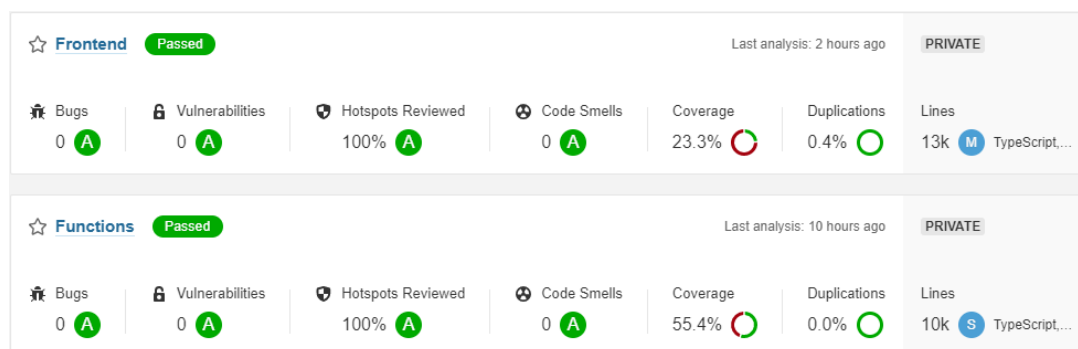 Frontend Passed Last analysis: 2 hours ago PRIVATE
Bugs Vulnerabilities Hotspots Reviewed Code Smells Coverage Duplications Lines
0 A 0 A 100% A 0 A 23.3% 0.4% 13k M TypeScript,...
Functions Passed Last analysis: 10 hours ago PRIVATE
Bugs Vulnerabilities Hotspots Reviewed Code Smells Coverage Duplications Lines
0 A 0 A 100% A 0 A 55.4% 0.0% 10k S TypeScript,...